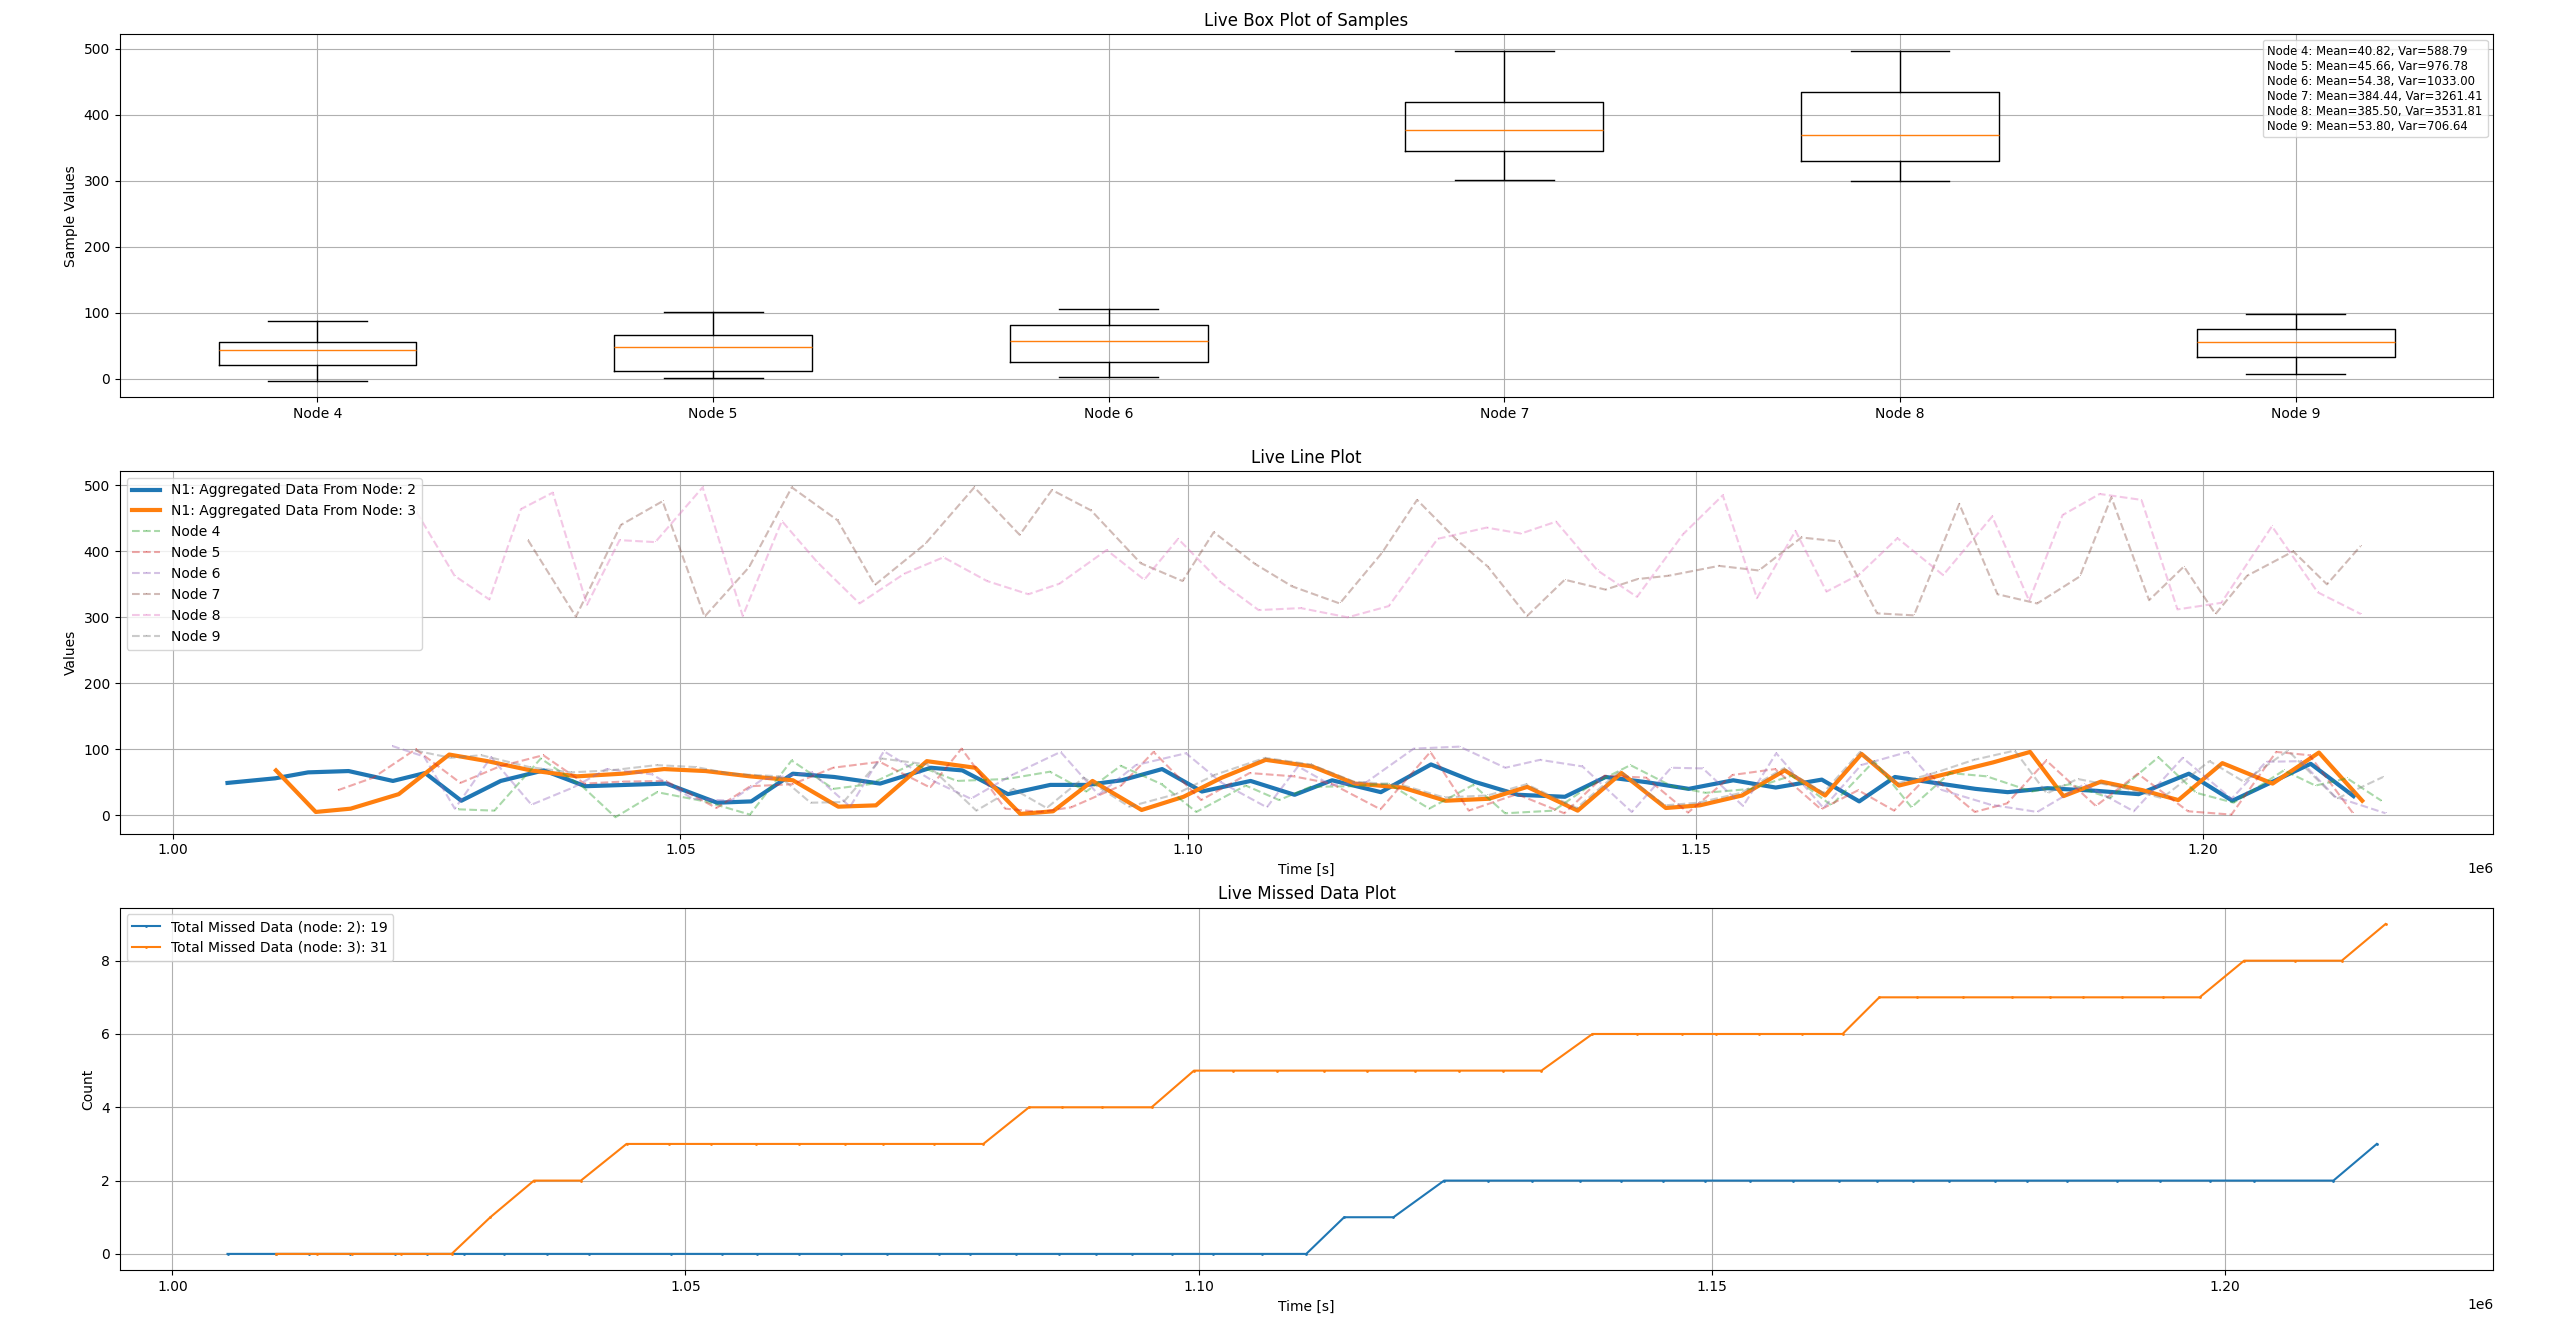 Live Box Plot of Samples
500
400
300
200
100
0
Sample Values
Node 4: Mean=40.82, Var=588.79
Node 5: Mean=45.66, Var=976.78
Node 6: Mean=54.38, Var=1033.00
Node 7: Mean=384.44, Var=3261.41
Node 8: Mean=385.50, Var=3531.81
Node 9: Mean=53.80, Var=706.64
Node 4 Node 5 Node 6 Node 7 Node 8 Node 9
Live Line Plot
500
400
300
200
100
0
Values
N1: Aggregated Data From Node: 2
N1: Aggregated Data From Node: 3
Node 4
Node 5
Node 6
Node 7
Node 8
Node 9
1.00 1.05 1.10 1.15 1.20
Time [s]
1e6
Live Missed Data Plot
8
6
4
2
0
Count
Total Missed Data (node: 2): 19
Total Missed Data (node: 3): 31
1.00 1.05 1.10 1.15 1.20
Time [s]
1e6